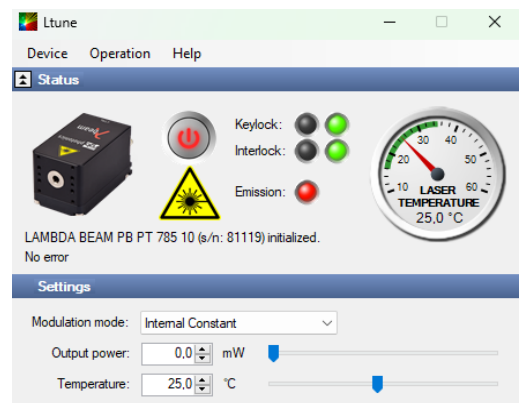 Ltune
Device Operation Help
Status
Keylock:
Interlock:
Emission:
10 20 30 40 50 60
LASER
TEMPERATURE
25,0 °C
LAMBDA BEAM PB PT 785 10 (s/n: 81119) initialized.
No error
Settings
Modulation mode: Internal Constant
Output power: 0,0 mW
Temperature: 25,0 °C